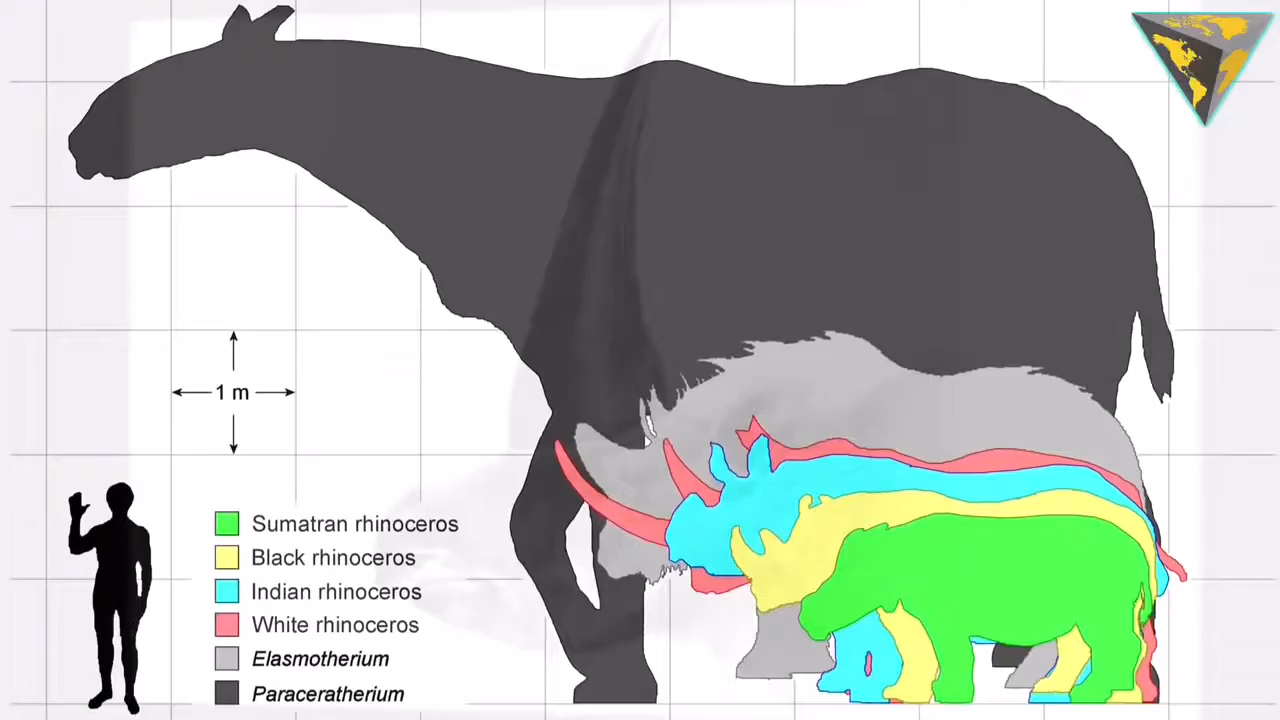 1 m
Sumatran rhinoceros
Black rhinoceros
Indian rhinoceros
White rhinoceros
Elasmotherium
Paraceratherium